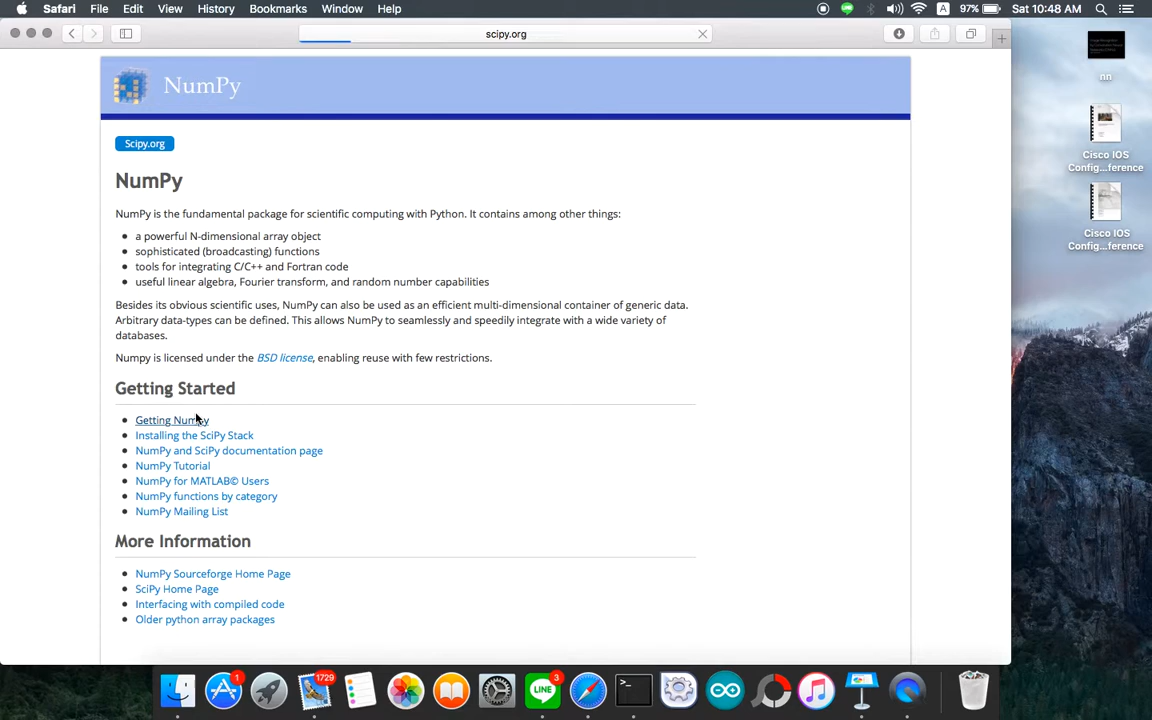 Safari File Edit View History Bookmarks Window Help
A 97% Sat 10:48 AM
scipy.org
NumPy
Scipy.org
NumPy
NumPy is the fundamental package for scientific computing with Python. It contains among other things:
• a powerful N-dimensional array object
• sophisticated (broadcasting) functions
• tools for integrating C/C++ and Fortran code
• useful linear algebra, Fourier transform, and random number capabilities
Besides its obvious scientific uses, NumPy can also be used as an efficient multi-dimensional container of generic data.
Arbitrary data-types can be defined. This allows NumPy to seamlessly and speedily integrate with a wide variety of
databases.
Numpy is licensed under the BSD license, enabling reuse with few restrictions.
Getting Started
• Getting Numpy
• Installing the SciPy Stack
• NumPy and SciPy documentation page
• NumPy Tutorial
• NumPy for MATLAB© Users
• NumPy functions by category
• NumPy Mailing List
More Information
• NumPy Sourceforge Home Page
• SciPy Home Page
• Interfacing with compiled code
• Older python array packages
nn
Cisco IOS
Config...ference
Cisco IOS
Config...ference
1
1729
3
LINE